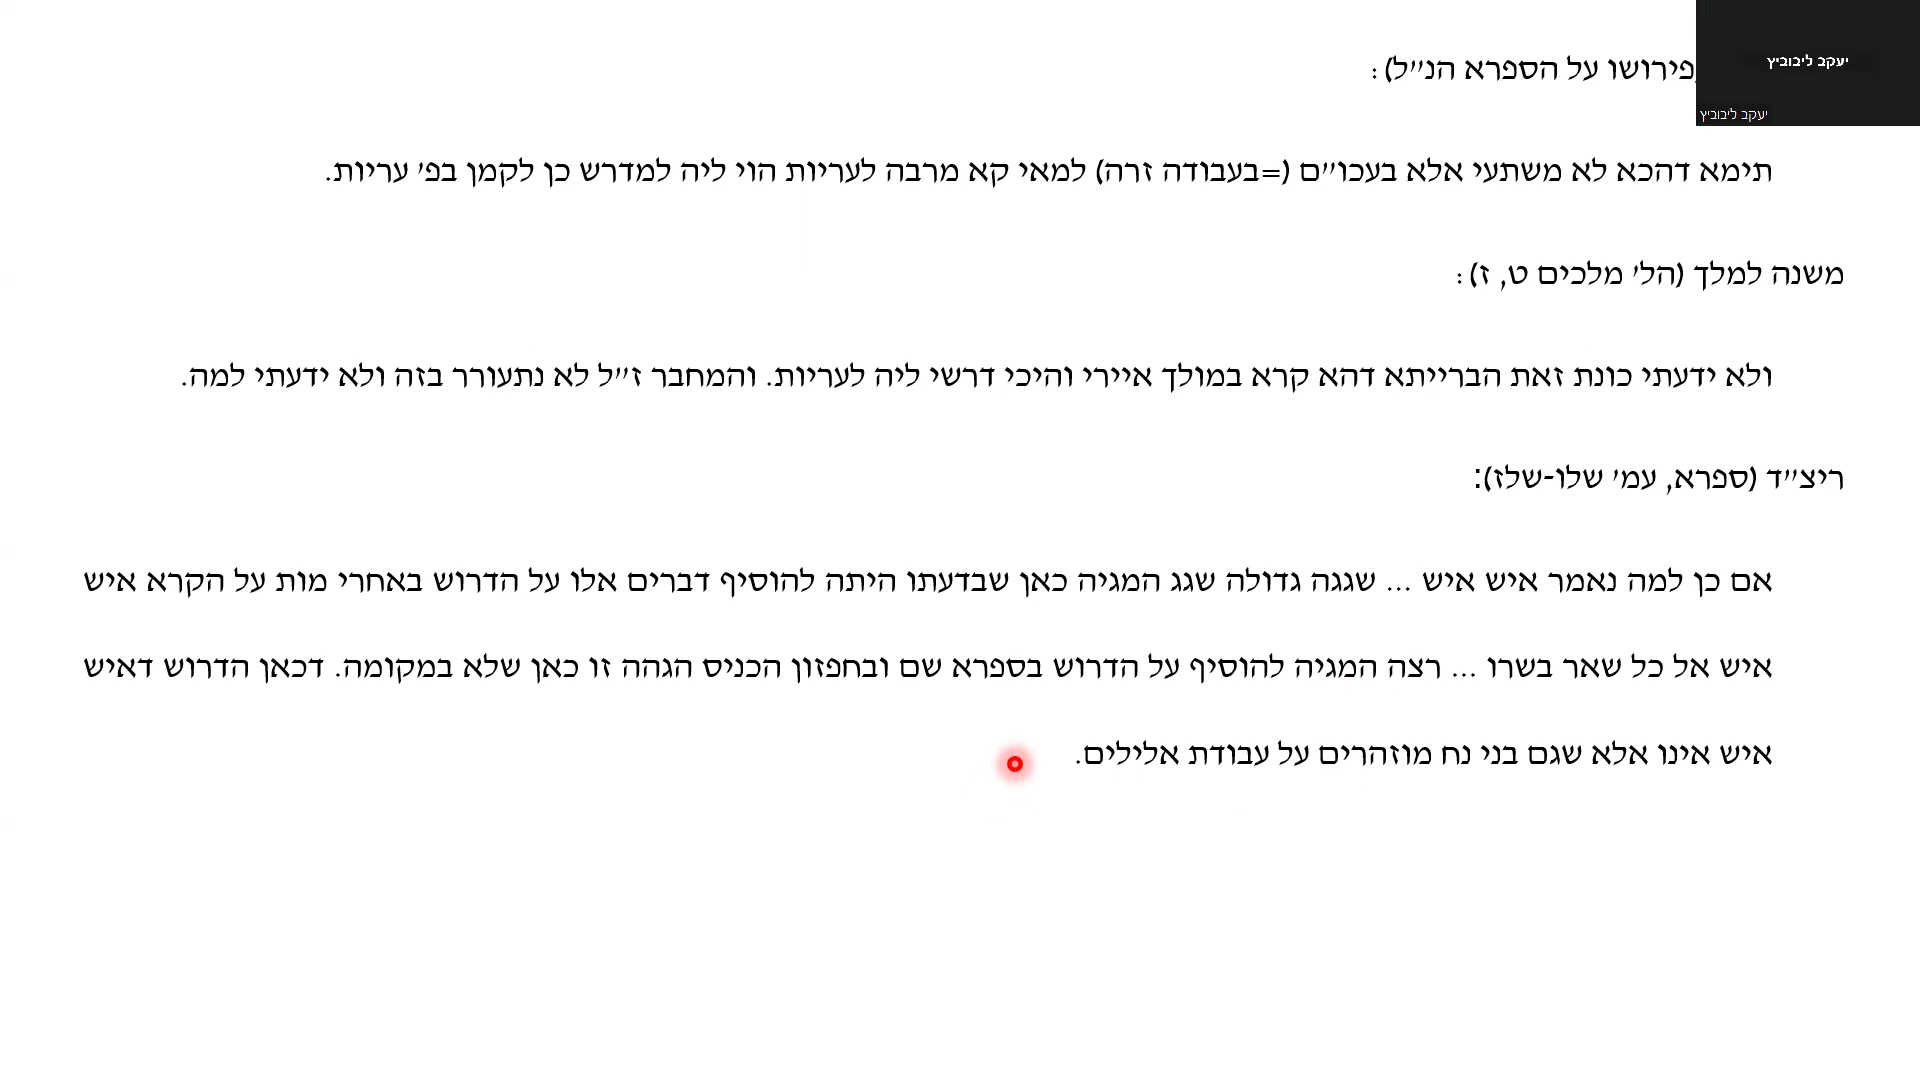 פירושו על הספרא הנ״ל):
יעקב ליבוביץ
יעקב ליבוביץ
תימא דהכא לא משתעי אלא בעכו״ם (=בעבודה זרה) למאי קא מרבה לעריות הוי ליה למדרש כן לקמן בפ׳ עריות.
משנה למלך (הל׳ מלכים ט, ז):
ולא ידעתי כונת זאת הברייתא דהא קרא במולך איירי והיכי דרשי ליה לעריות. והמחבר ז״ל לא נתעורר בזה ולא ידעתי למה.
ריצ״ד (ספרא, עמ׳ שלו-שלז):
אם כן למה נאמר איש איש ... שגגה גדולה שגג המגיה כאן שבדעתו היתה להוסיף דברים אלו על הדרוש באחרי מות על הקרא איש
איש אל כל שאר בשרו ... רצה המגיה להוסיף על הדרוש בספרא שם ובחפזון הכניס הגהה זו כאן שלא במקומה. דכאן הדרוש דאיש
איש אינו אלא שגם בני נח מוזהרים על עבודת אלילים.